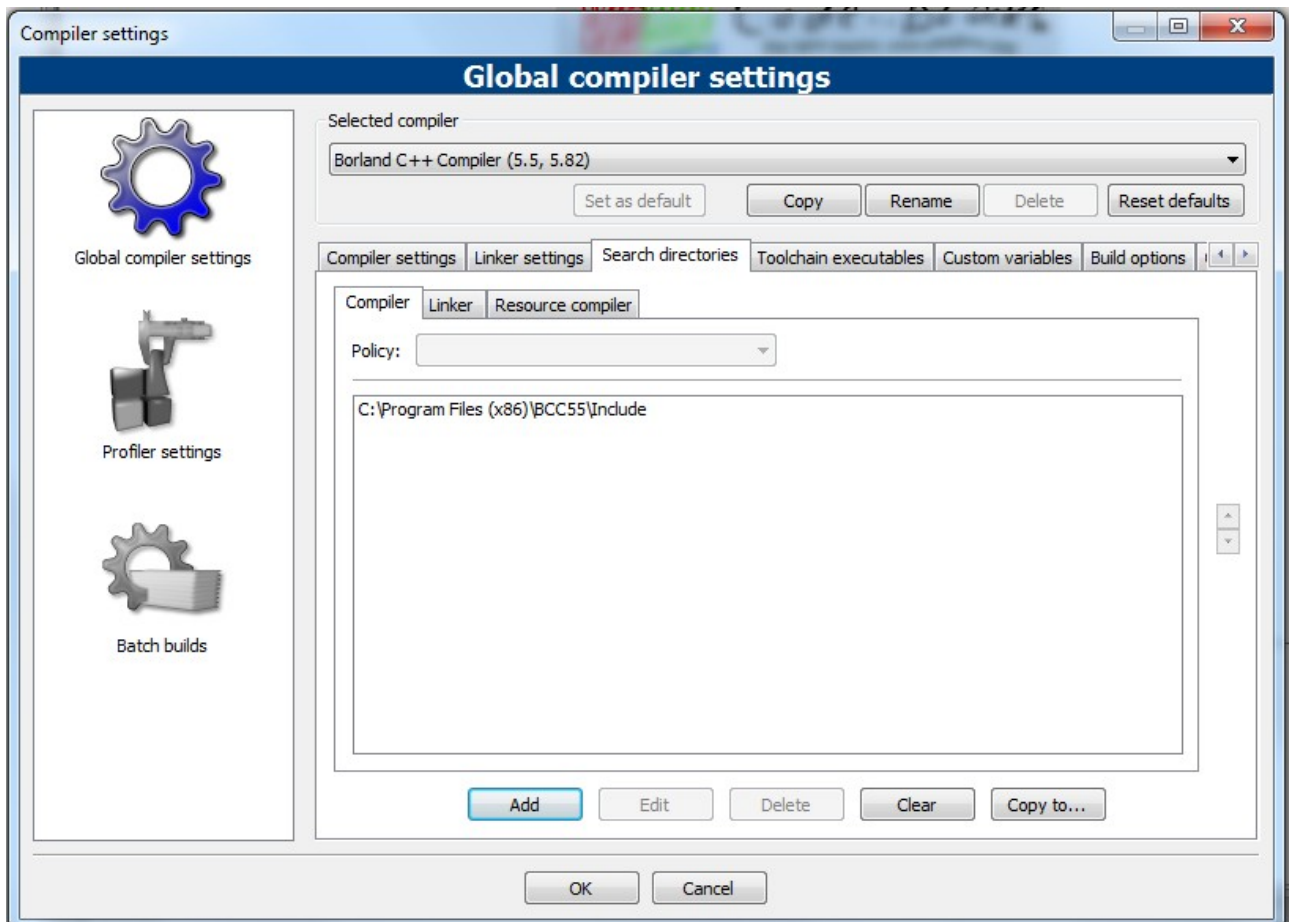 Compiler settings
Global compiler settings
Global compiler settings
Profiler settings
Batch builds
Selected compiler
Borland C++ Compiler (5.5, 5.82)
Set as default Copy Rename Delete Reset defaults
Compiler settings Linker settings Search directories Toolchain executables Custom variables Build options
Compiler Linker Resource compiler
Policy:
C:\Program Files (x86)\BCC55\Include
Add Edit Delete Clear Copy to...
OK Cancel